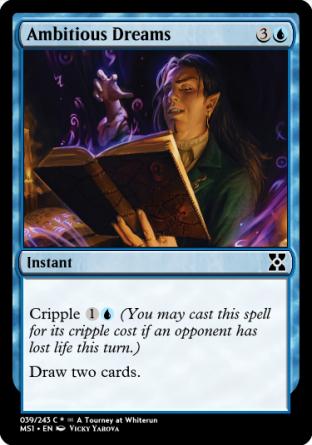 Ambitious Dreams 3
Instant
Cripple 1 (You may cast this spell
for its cripple cost if an opponent has
lost life this turn.)
Draw two cards.
039/243 C * A Tourney at Whiterun
MS1 • EN Vicky Yarova